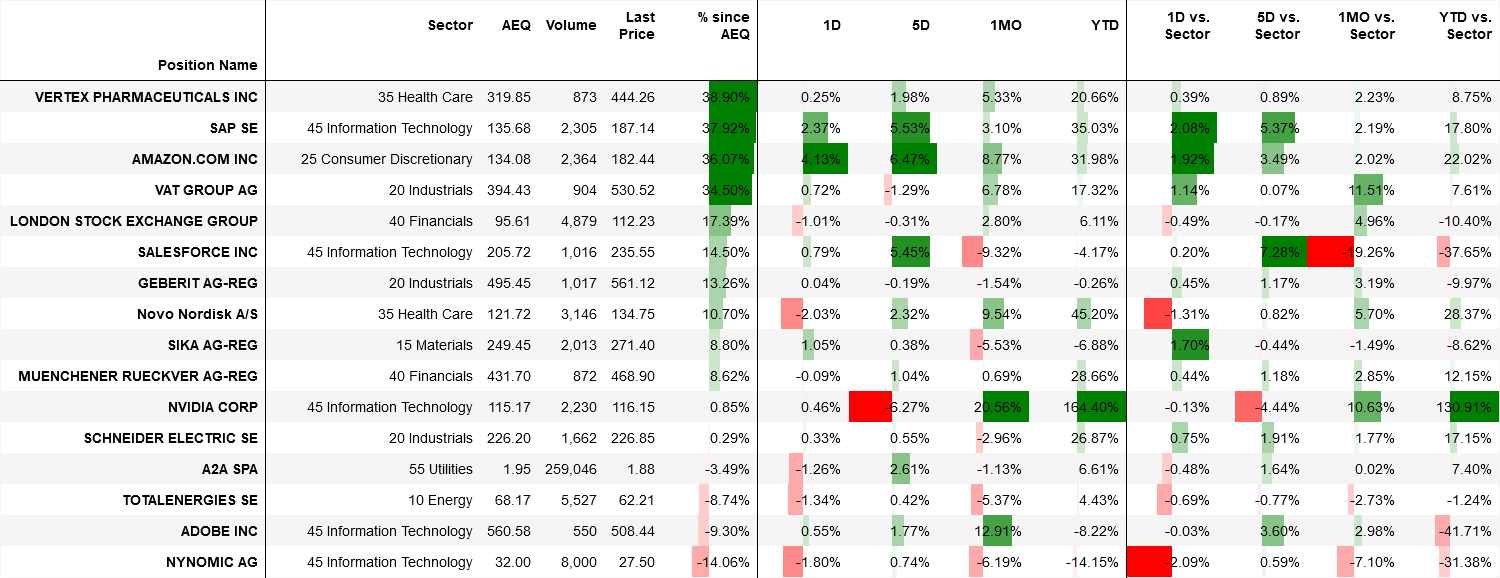 Position Name Sector AEQ Volume Last Price % since AEQ 1D 5D 1MO YTD 1D vs. Sector 5D vs. Sector 1MO vs. Sector YTD vs. Sector
VERTEX PHARMACEUTICALS INC 35 Health Care 319.85 873 444.26 38.90% 0.25% 1.98% 5.33% 20.66% 0.39% 0.89% 2.23% 8.75%
SAP SE 45 Information Technology 135.68 2,305 187.14 37.92% 2.37% 5.53% 3.10% 35.03% 2.08% 5.37% 2.19% 17.80%
AMAZON.COM INC 25 Consumer Discretionary 134.08 2,364 182.44 36.07% 4.13% 6.47% 8.77% 31.98% 1.92% 3.49% 2.02% 22.02%
VAT GROUP AG 20 Industrials 394.43 904 530.52 34.50% 0.72% -1.29% 6.78% 17.32% 1.14% 0.07% 11.51% 7.61%
LONDON STOCK EXCHANGE GROUP 40 Financials 95.61 4,879 112.23 17.39% -1.01% -0.31% 2.80% 6.11% -0.49% -0.17% 4.96% -10.40%
SALESFORCE INC 45 Information Technology 205.72 1,016 235.55 14.50% 0.79% 5.45% -9.32% -4.17% 0.20% 7.28% -19.26% -37.65%
GEBERIT AG-REG 20 Industrials 495.45 1,017 561.12 13.26% 0.04% -0.19% -1.54% -0.26% 0.45% 1.17% 3.19% -9.97%
Novo Nordisk A/S 35 Health Care 121.72 3,146 134.75 10.70% -2.03% 2.32% 9.54% 45.20% -1.31% 0.82% 5.70% 28.37%
SIKA AG-REG 15 Materials 249.45 2,013 271.40 8.80% 1.05% 0.38% -5.53% -6.88% 1.70% -0.44% -1.49% -8.62%
MUENCHENER RUECKVER AG-REG 40 Financials 431.70 872 468.90 8.62% -0.09% 1.04% 0.69% 28.66% 0.44% 1.18% 2.85% 12.15%
NVIDIA CORP 45 Information Technology 115.17 2,230 116.15 0.85% 0.46% -6.27% 20.56% 164.40% -0.13% -4.44% 10.63% 130.91%
SCHNEIDER ELECTRIC SE 20 Industrials 226.20 1,662 226.85 0.29% 0.33% 0.55% -2.96% 26.87% 0.75% 1.91% 1.77% 17.15%
A2A SPA 55 Utilities 1.95 259,046 1.88 -3.49% -1.26% 2.61% -1.13% 6.61% -0.48% 1.64% 0.02% 7.40%
TOTALENERGIES SE 10 Energy 68.17 5,527 62.21 -8.74% -1.34% 0.42% -5.37% 4.43% -0.69% -0.77% -2.73% -1.24%
ADOBE INC 45 Information Technology 560.58 550 508.44 -9.30% 0.55% 1.77% 12.91% -8.22% -0.03% 3.60% 2.98% -41.71%
NYNOMIC AG 45 Information Technology 32.00 8,000 27.50 -14.06% -1.80% 0.74% -6.19% -14.15% -2.09% 0.59% -7.10% -31.38%